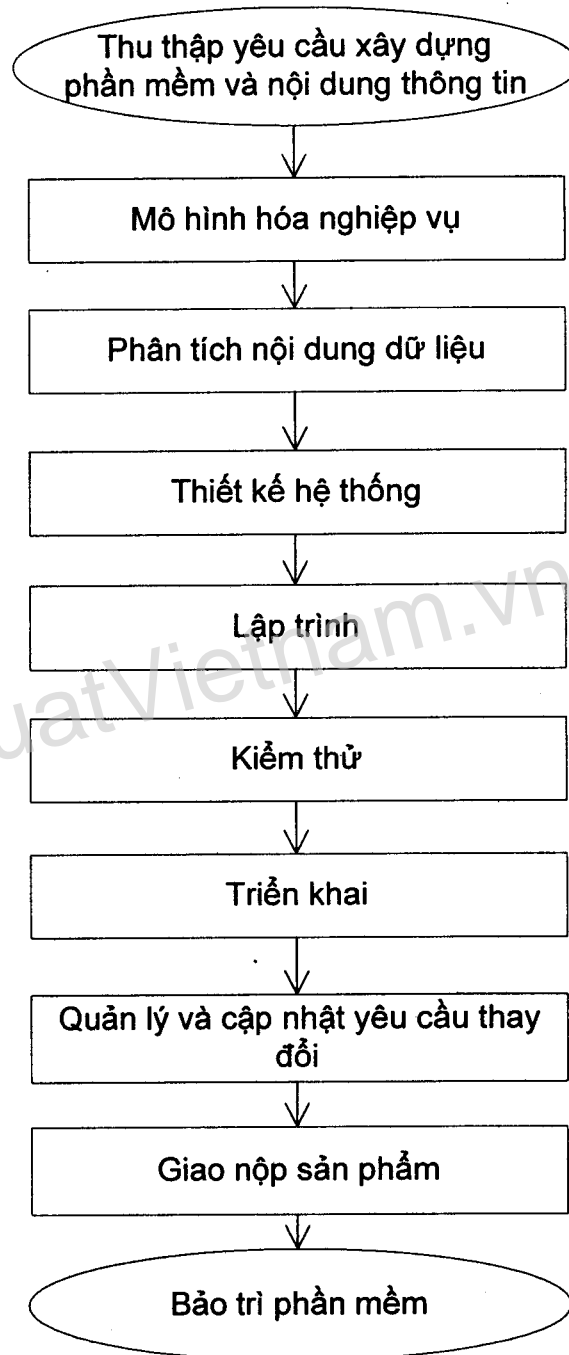 Thu thập yêu cầu xây dựng
phần mềm và nội dung thông tin
Mô hình hóa nghiệp vụ
Phân tích nội dung dữ liệu
Thiết kế hệ thống
Lập trình
Kiểm thử
Triển khai
Quản lý và cập nhật yêu cầu thay
đổi
Giao nộp sản phẩm
Bảo trì phần mềm
uatVietnam.vn